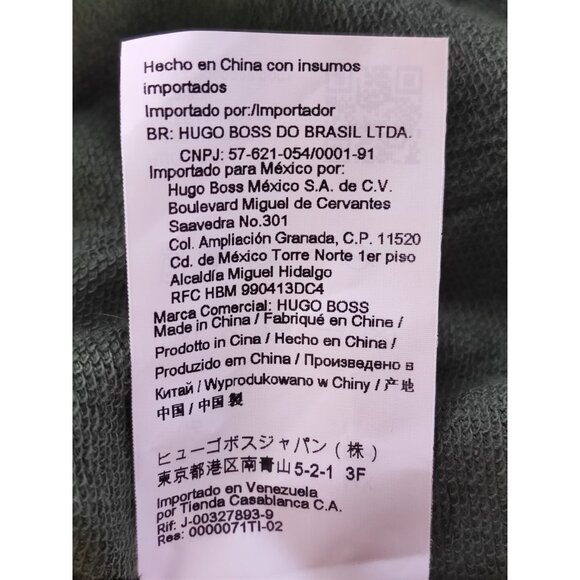 Hecho en China con insumos
importados
Importado por:/Importador
BR: HUGO BOSS DO BRASIL LTDA.
CNPJ: 57-621-054/0001-91
Importado para México por:
Hugo Boss México S.A. de C.V.
Boulevard Miguel de Cervantes
Saavedra No.301
Col. Ampliación Granada, C.P. 11520
Cd. de México Torre Norte 1er piso
Alcaldía Miguel Hidalgo
RFC HBM 990413DC4
Marca Comercial: HUGO BOSS
Made in China / Fabriqué en Chine /
Prodotto in Cina / Hecho en China /
Produzido em China / Произведено в
Китай / Wyprodukowano w Chiny / 产地
中国 / 中国 製
ヒューゴボスジャパン(株)
東京都港区南青山5-2-1 3F
Importado en Venezuela
por Tienda Casablanca C.A.
Rif: J-00327893-9
Res: 0000071TI-02